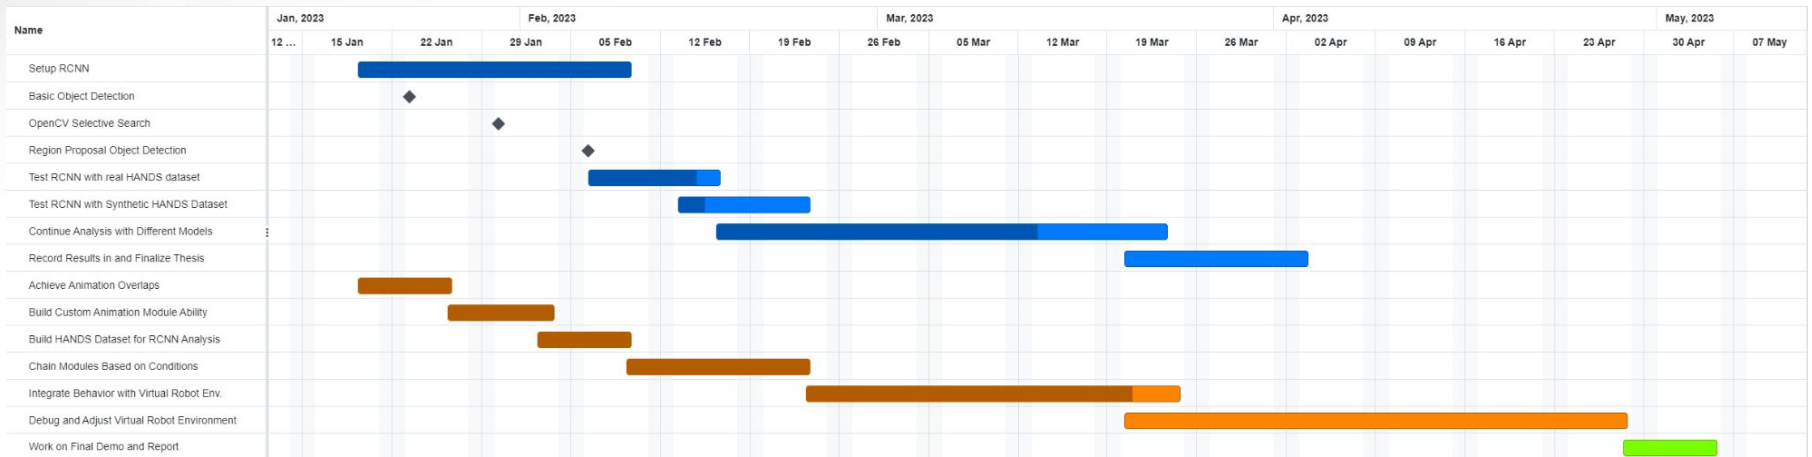 Name
Jan, 2023
Feb, 2023
Mar, 2023
Apr, 2023
May, 2023
12 ...
15 Jan
22 Jan
29 Jan
05 Feb
12 Feb
19 Feb
26 Feb
05 Mar
12 Mar
19 Mar
26 Mar
02 Apr
09 Apr
16 Apr
23 Apr
30 Apr
07 May
Setup RCNN
Basic Object Detection
OpenCV Selective Search
Region Proposal Object Detection
Test RCNN with real HANDS dataset
Test RCNN with Synthetic HANDS Dataset
Continue Analysis with Different Models
Record Results in and Finalize Thesis
Achieve Animation Overlaps
Build Custom Animation Module Ability
Build HANDS Dataset for RCNN Analysis
Chain Modules Based on Conditions
Integrate Behavior with Virtual Robot Env.
Debug and Adjust Virtual Robot Environment
Work on Final Demo and Report